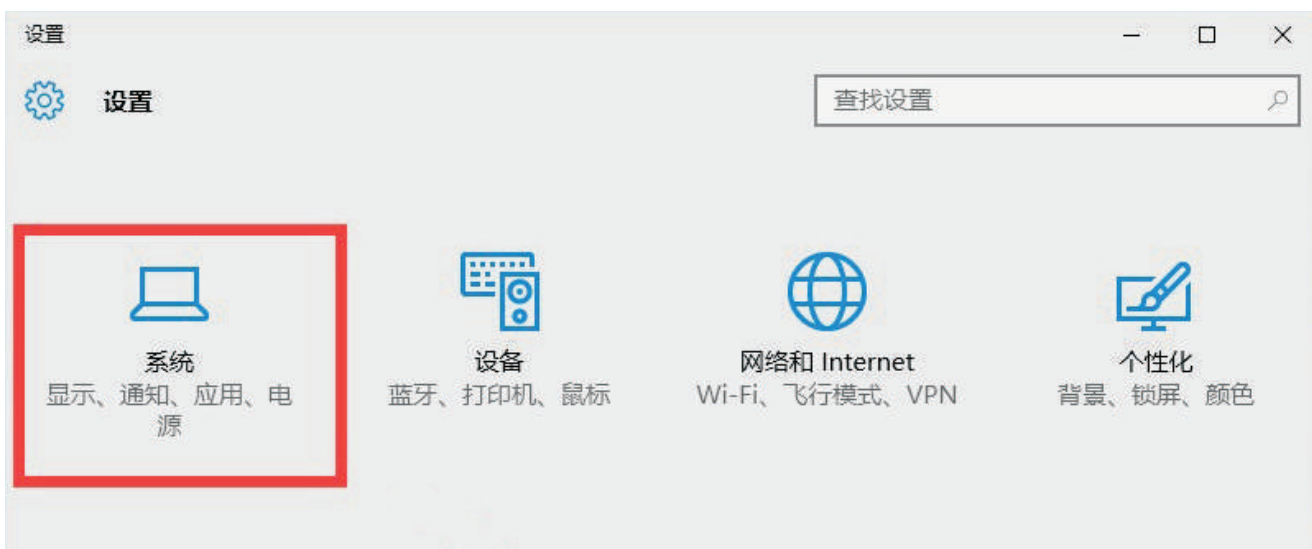 设置
设置
查找设置
系统
显示、通知、应用、电
源
设备
蓝牙、打印机、鼠标
网络和 Internet
Wi-Fi、飞行模式、VPN
个性化
背景、锁屏、颜色